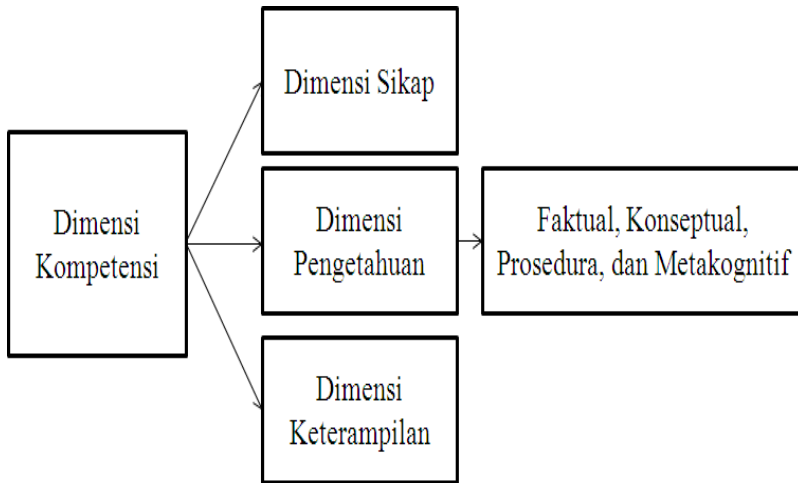 Dimensi
Kompetensi
Dimensi Sikap
Dimensi
Pengetahuan
Faktual, Konseptual,
Prosedura, dan Metakognitif
Dimensi
Keterampilan